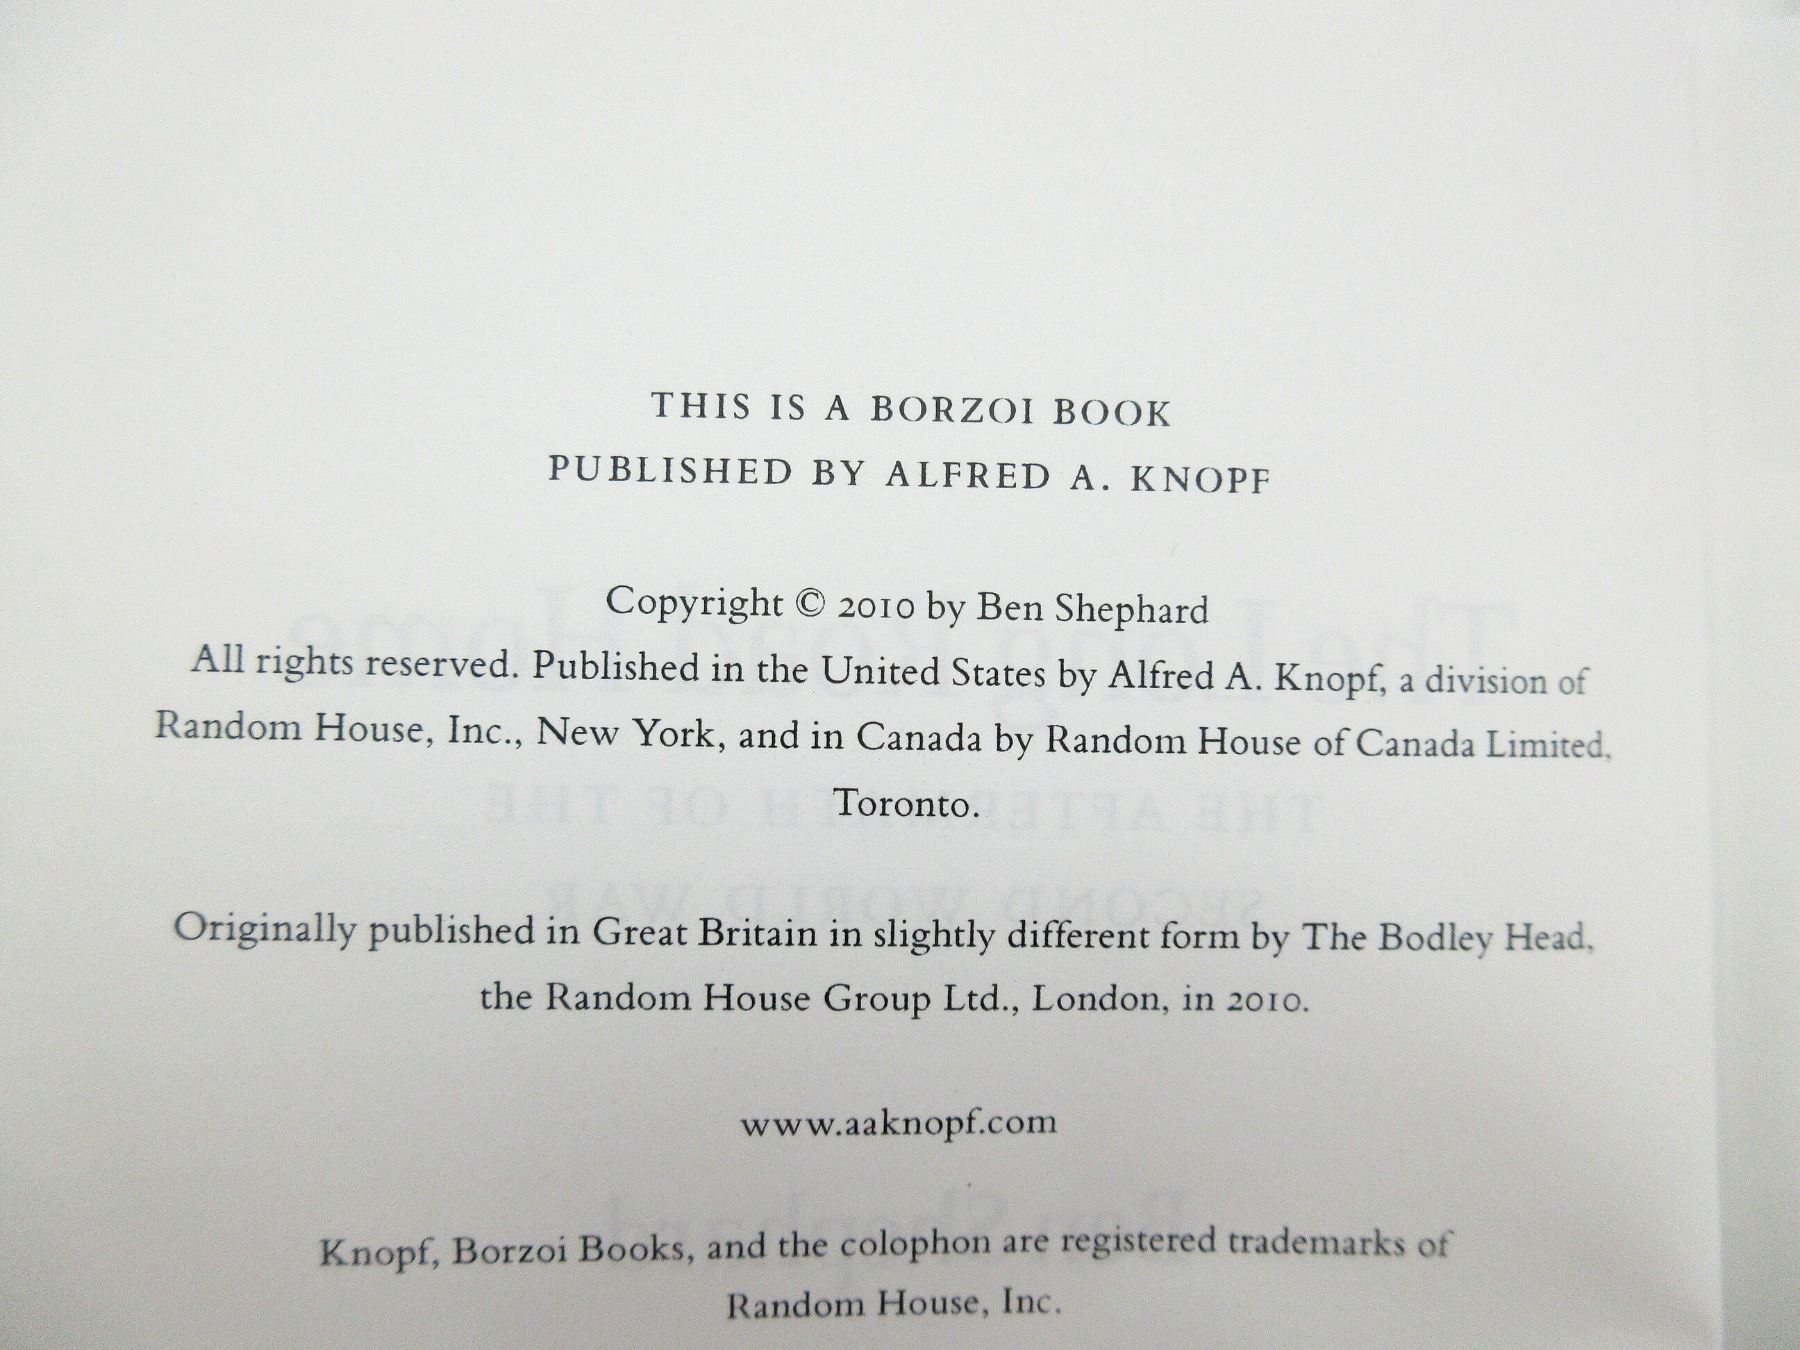 THIS IS A BORZOI BOOK
PUBLISHED BY ALFRED A. KNOPF
Copyright © 2010 by Ben Shephard
All rights reserved. Published in the United States by Alfred A. Knopf, a division of
Random House, Inc., New York, and in Canada by Random House of Canada Limited,
Toronto.
Originally published in Great Britain in slightly different form by The Bodley Head,
the Random House Group Ltd., London, in 2010.
www.aaknopf.com
Knopf, Borzoi Books, and the colophon are registered trademarks of
Random House, Inc.